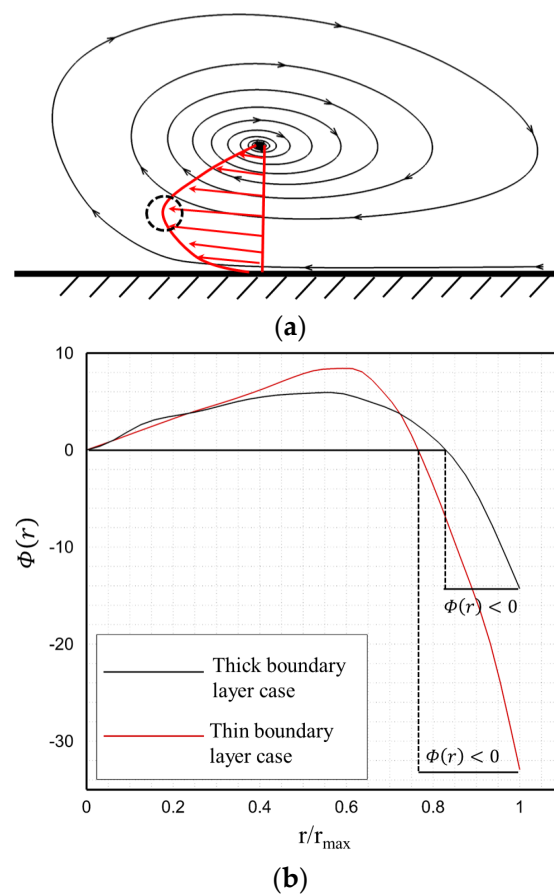 (a)
10
0
-10
-20
-30
Φ(r)
Φ(r) < 0
Φ(r) < 0
Thick boundary
layer case
Thin boundary
layer case
0
0.2
0.4
0.6
0.8
1
r/r_max
(b)